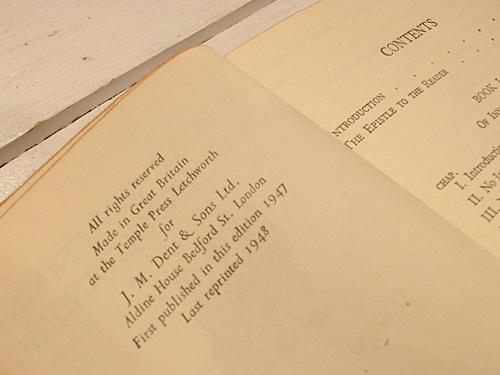 All rights reserved
Made in Great Britain
at the Temple Press Letchworth
for
J. M. Dent & Sons Ltd.
Aldine House Bedford St. London
First published in this edition 1947
Last reprinted 1948
CONTENTS
INTRODUCTION . . . .
THE EPISTLE TO THE READER
BOOK
OF
CHAP.
I. Introduction
II. No
III.